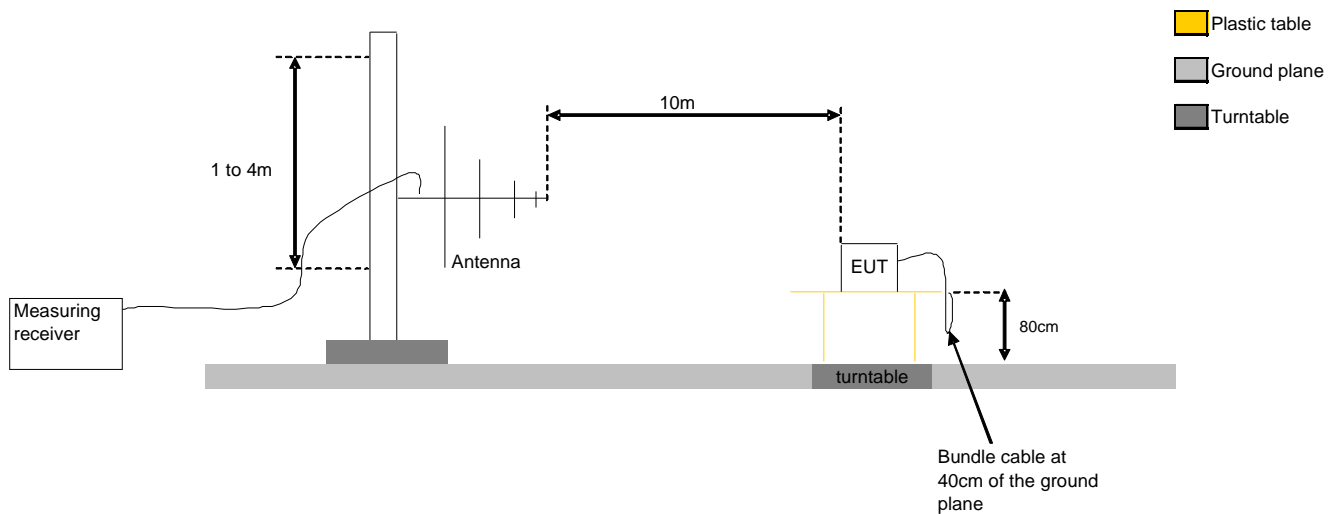 Plastic table
Ground plane
Turntable
10m
1 to 4m
Antenna
EUT
Measuring
receiver
80cm
turntable
Bundle cable at
40cm of the ground
plane